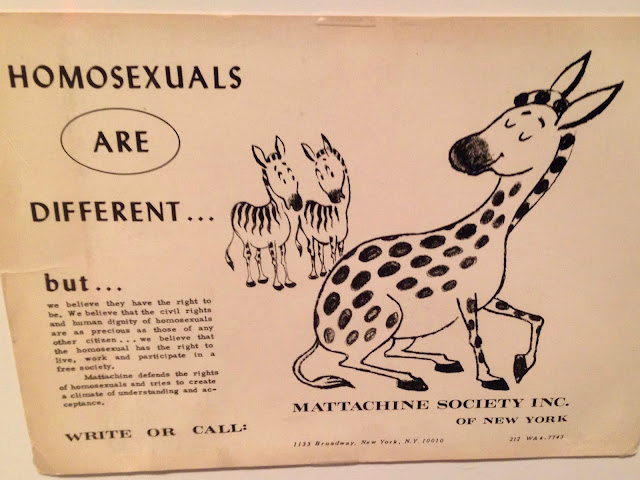 HOMOSEXUALS
ARE
DIFFERENT...
but...
we believe they have the right to
be. We believe that the civil rights
and human dignity of homosexuals
are as precious as those of any
other citizen... we believe that
the homosexual has the right to
live, work and participate in a
free society.
Mattachine defends the rights
of homosexuals and tries to create
a climate of understanding and ac-
ceptance.
WRITE OR CALL:
MATTACHINE SOCIETY INC.
OF NEW YORK
1133 Broadway, New York, N.Y. 10010
212 WA4-7743